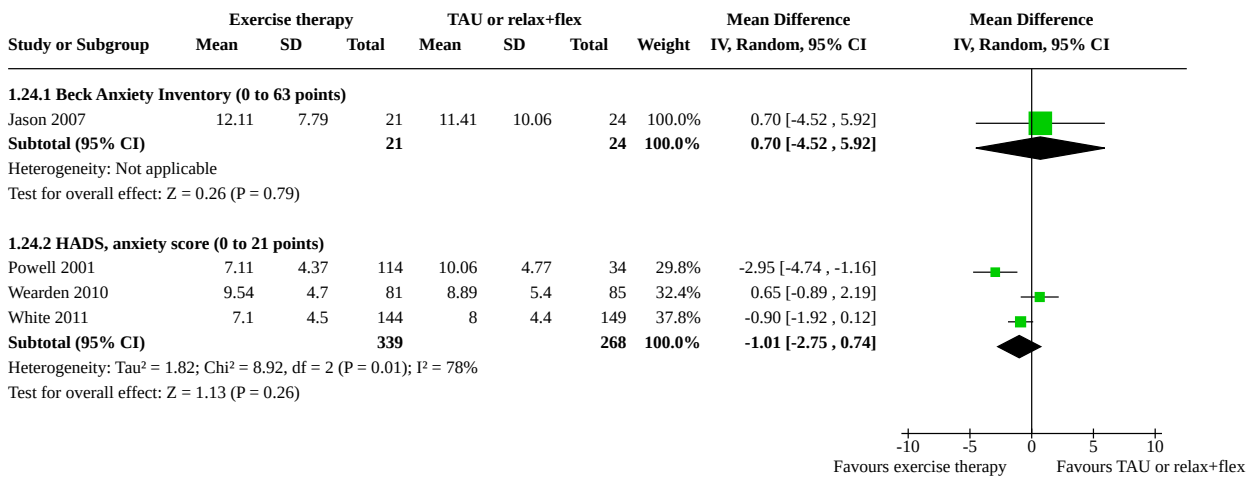 Exercise therapy TAU or relax+flex Mean Difference Mean Difference
Study or Subgroup Mean SD Total Mean SD Total Weight IV, Random, 95% CI IV, Random, 95% CI
1.24.1 Beck Anxiety Inventory (0 to 63 points)
Jason 2007 12.11 7.79 21 11.41 10.06 24 100.0% 0.70 [-4.52 , 5.92]
Subtotal (95% CI) 21 24 100.0% 0.70 [-4.52 , 5.92]
Heterogeneity: Not applicable
Test for overall effect: Z = 0.26 (P = 0.79)
1.24.2 HADS, anxiety score (0 to 21 points)
Powell 2001 7.11 4.37 114 10.06 4.77 34 29.8% -2.95 [-4.74 , -1.16]
Wearden 2010 9.54 4.7 81 8.89 5.4 85 32.4% 0.65 [-0.89 , 2.19]
White 2011 7.1 4.5 144 8 4.4 149 37.8% -0.90 [-1.92 , 0.12]
Subtotal (95% CI) 339 268 100.0% -1.01 [-2.75 , 0.74]
Heterogeneity: Tau² = 1.82; Chi² = 8.92, df = 2 (P = 0.01); I² = 78%
Test for overall effect: Z = 1.13 (P = 0.26)
-10 -5 0 5 10
Favours exercise therapy Favours TAU or relax+flex